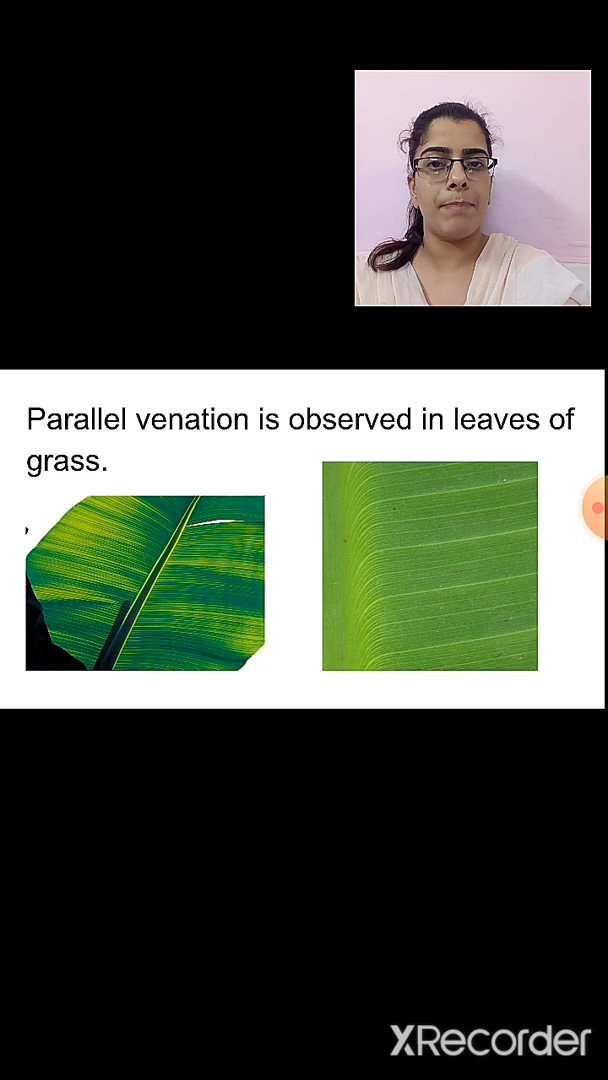 Parallel venation is observed in leaves of
grass.
XRecorder